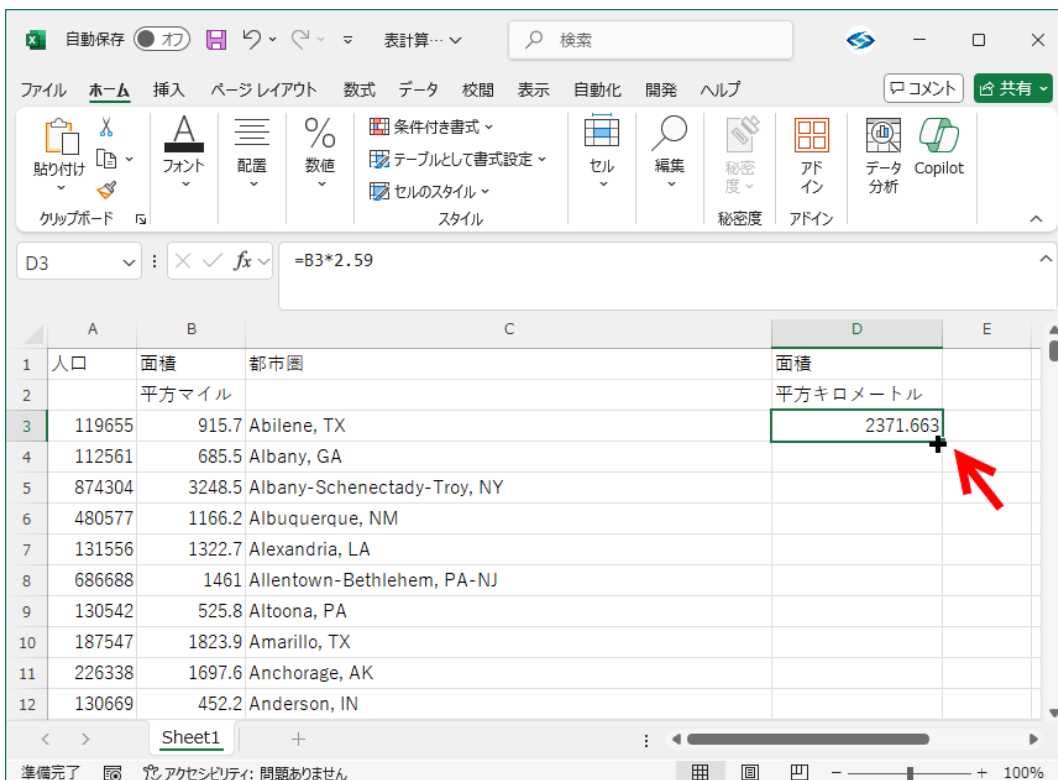 自動保存 オフ 表計算… 検索
ファイル ホーム 挿入 ページ レイアウト 数式 データ 校閲 表示 自動化 開発 ヘルプ コメント 共有
貼り付け フォント 配置 数値 条件付き書式 テーブルとして書式設定 セルのスタイル セル 編集 秘密度 アドイン データ分析 Copilot
クリップボード スタイル 秘密度 アドイン
D3 fx =B3*2.59
A B C D E
1 人口 面積 都市圏 面積
2 平方マイル 平方キロメートル
3 119655 915.7 Abilene, TX 2371.663
4 112561 685.5 Albany, GA
5 874304 3248.5 Albany-Schenectady-Troy, NY
6 480577 1166.2 Albuquerque, NM
7 131556 1322.7 Alexandria, LA
8 686688 1461 Allentown-Bethlehem, PA-NJ
9 130542 525.8 Altoona, PA
10 187547 1823.9 Amarillo, TX
11 226338 1697.6 Anchorage, AK
12 130669 452.2 Anderson, IN
Sheet1
準備完了 アクセシビリティ: 問題ありません 100%